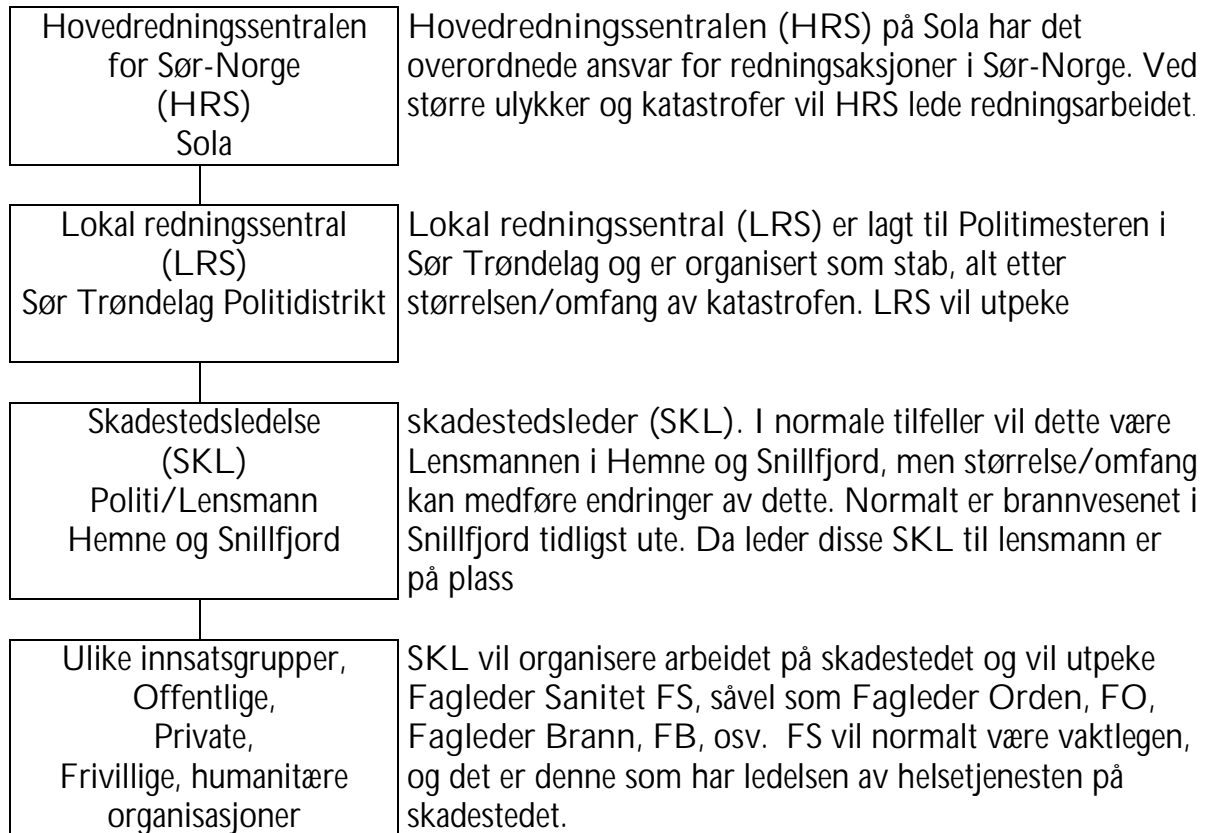 Hovedredningssentralen
for Sør-Norge
(HRS)
Sola
Hovedredningssentralen (HRS) på Sola har det
overordnede ansvar for redningsaksjoner i Sør-Norge. Ved
større ulykker og katastrofer vil HRS lede redningsarbeidet.
Lokal redningssentral
(LRS)
Sør Trøndelag Politidistrikt
Lokal redningssentral (LRS) er lagt til Politimesteren i
Sør Trøndelag og er organisert som stab, alt etter
størrelsen/omfang av katastrofen. LRS vil utpeke
Skadestedsledelse
(SKL)
Politi/Lensmann
Hemne og Snillfjord
skadestedsleder (SKL). I normale tilfeller vil dette være
Lensmannen i Hemne og Snillfjord, men størrelse/omfang
kan medføre endringer av dette. Normalt er brannvesenet i
Snillfjord tidligst ute. Da leder disse SKL til lensmann er
på plass
Ulike innsatsgrupper,
Offentlige,
Private,
Frivillige, humanitære
organisasjoner
SKL vil organisere arbeidet på skadestedet og vil utpeke
Fagleder Sanitet FS, såvel som Fagleder Orden, FO,
Fagleder Brann, FB, osv.  FS vil normalt være vaktlegen,
og det er denne som har ledelsen av helsetjenesten på
skadestedet.